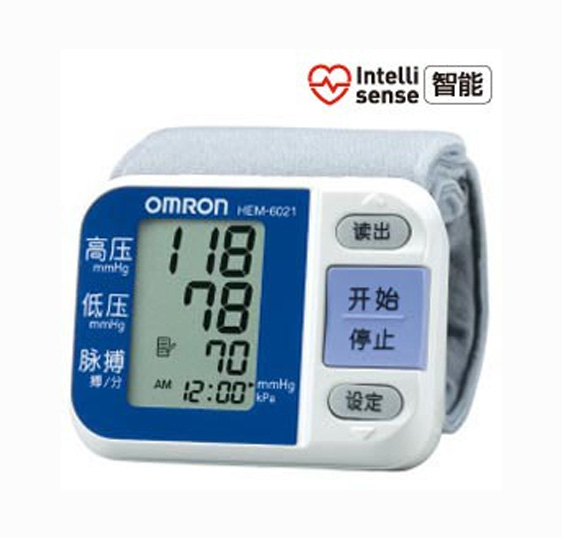 Intelli
sense 智能
OMRON HEM-6021
读出
高压
mmHg
118
开始
停止
低压
mmHg
78
脉搏
搏/分
70
设定
AM 12:00 mmHg
kPa